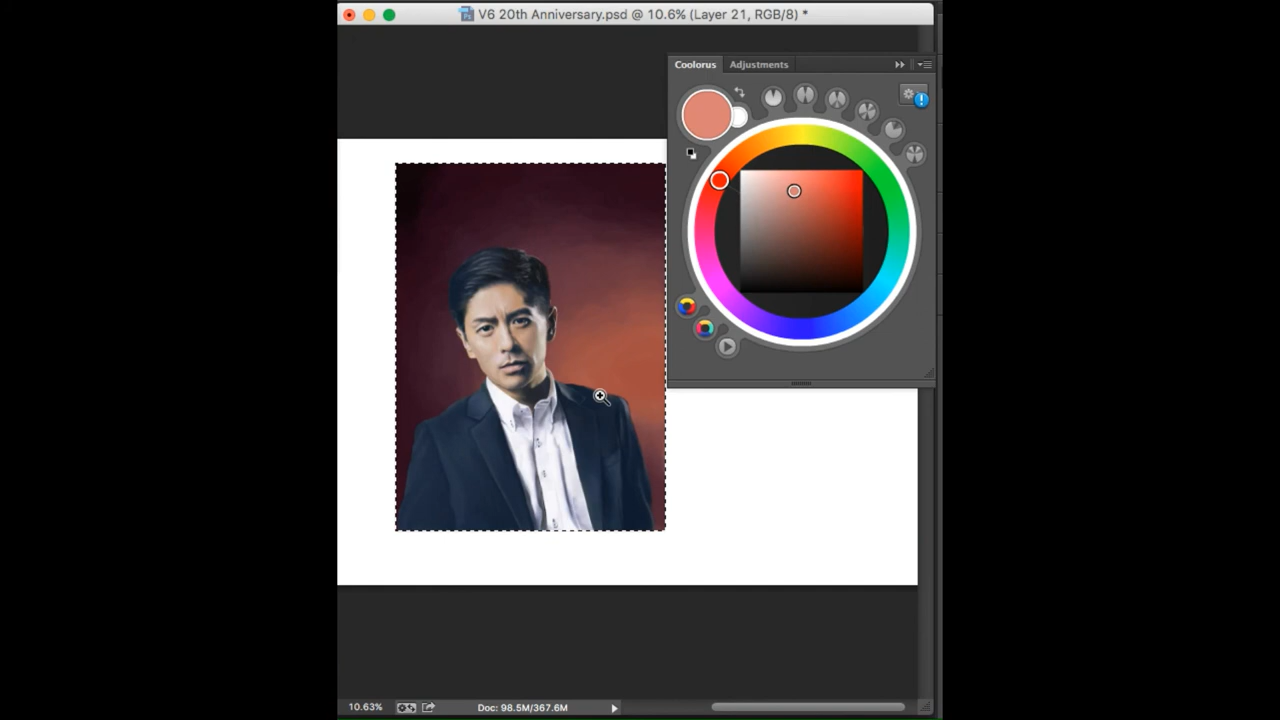 V6 20th Anniversary.psd @ 10.6% (Layer 21, RGB/8) *
Coolorus
Adjustments
10.63%
Doc: 98.5M/367.6M